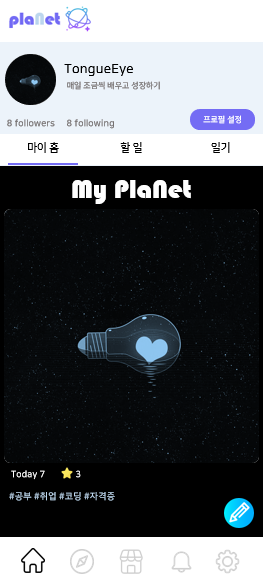 plaNet
TongueEye
매일 조금씩 배우고 성장하기
8 followers 8 following
프로필 설정
마이 홈 할 일 일기
My PlaNet
Today 7 ⭐ 3
#공부 #취업 #코딩 #자격증